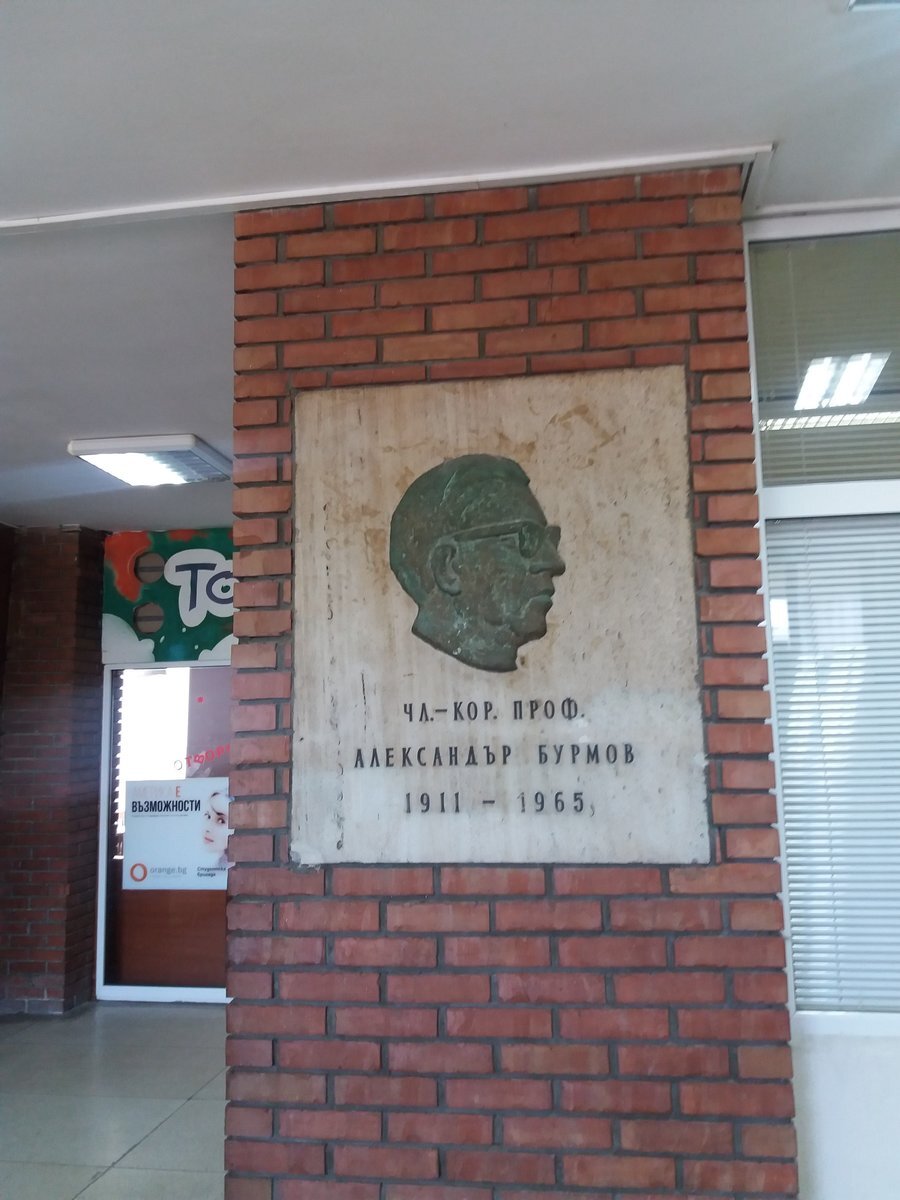 ЧЛ.-КОР. ПРОФ.
АЛЕКСАНДЪР БУРМОВ
1911 - 1965
ВЪЗМОЖНОСТИ
orange.bg